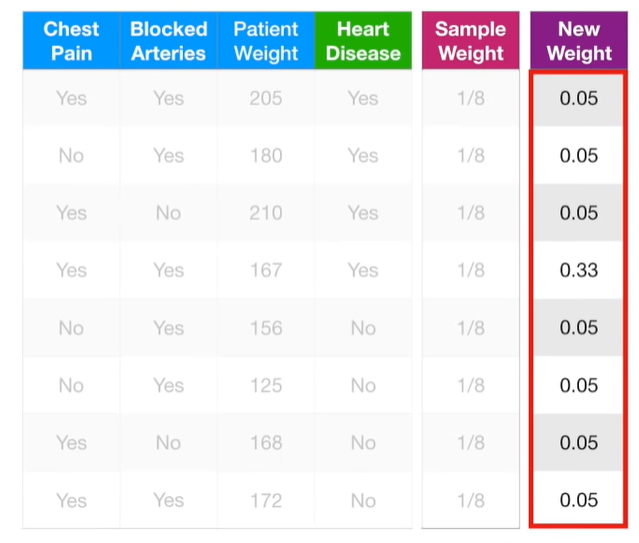 Chest Pain Blocked Arteries Patient Weight Heart Disease Sample Weight New Weight
Yes Yes 205 Yes 1/8 0.05
No Yes 180 Yes 1/8 0.05
Yes No 210 Yes 1/8 0.05
Yes Yes 167 Yes 1/8 0.33
No Yes 156 No 1/8 0.05
No Yes 125 No 1/8 0.05
Yes No 168 No 1/8 0.05
Yes Yes 172 No 1/8 0.05